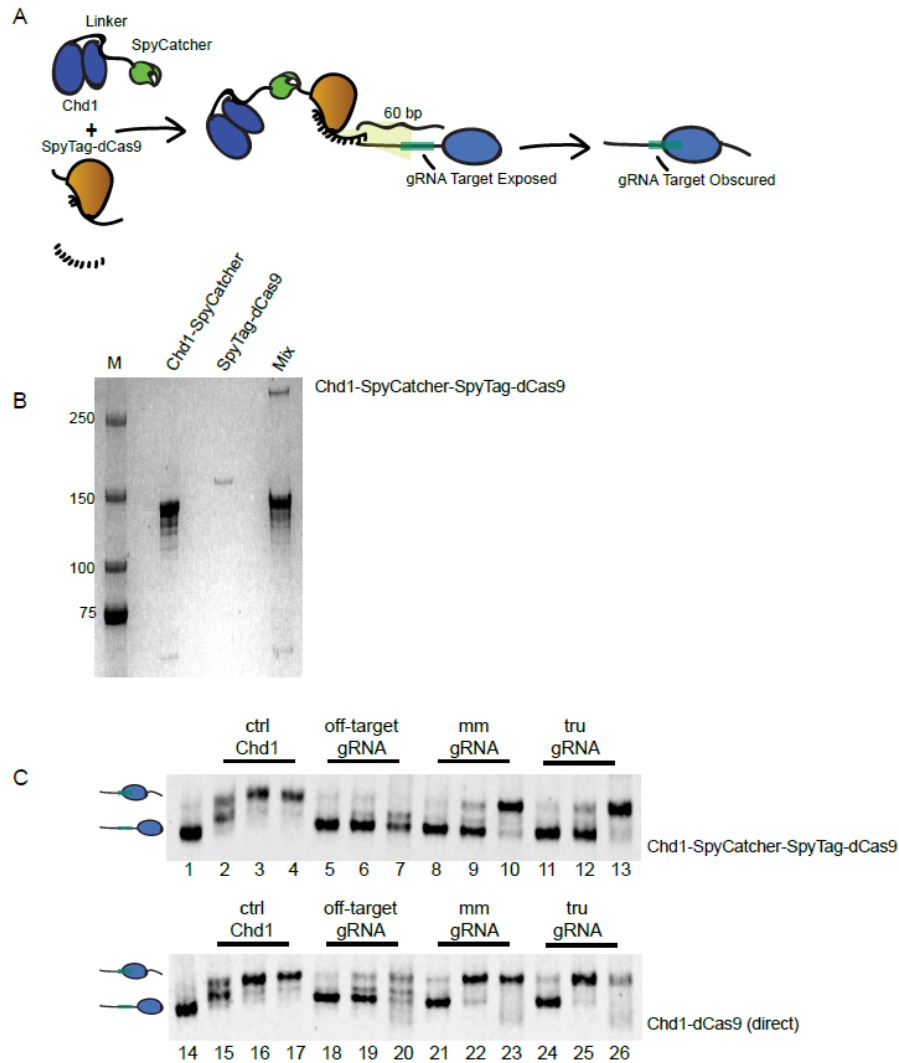 A
Linker
SpyCatcher
Chd1
+
SpyTag-dCas9
60 bp
gRNA Target Exposed
gRNA Target Obscured
B
M
Chd1-SpyCatcher
SpyTag-dCas9
Mix
Chd1-SpyCatcher-SpyTag-dCas9
250
150
100
75
C
ctrl off-target mm tru
Chd1 gRNA gRNA gRNA
Chd1-SpyCatcher-SpyTag-dCas9
1 2 3 4 5 6 7 8 9 10 11 12 13
ctrl off-target mm tru
Chd1 gRNA gRNA gRNA
Chd1-dCas9 (direct)
14 15 16 17 18 19 20 21 22 23 24 25 26